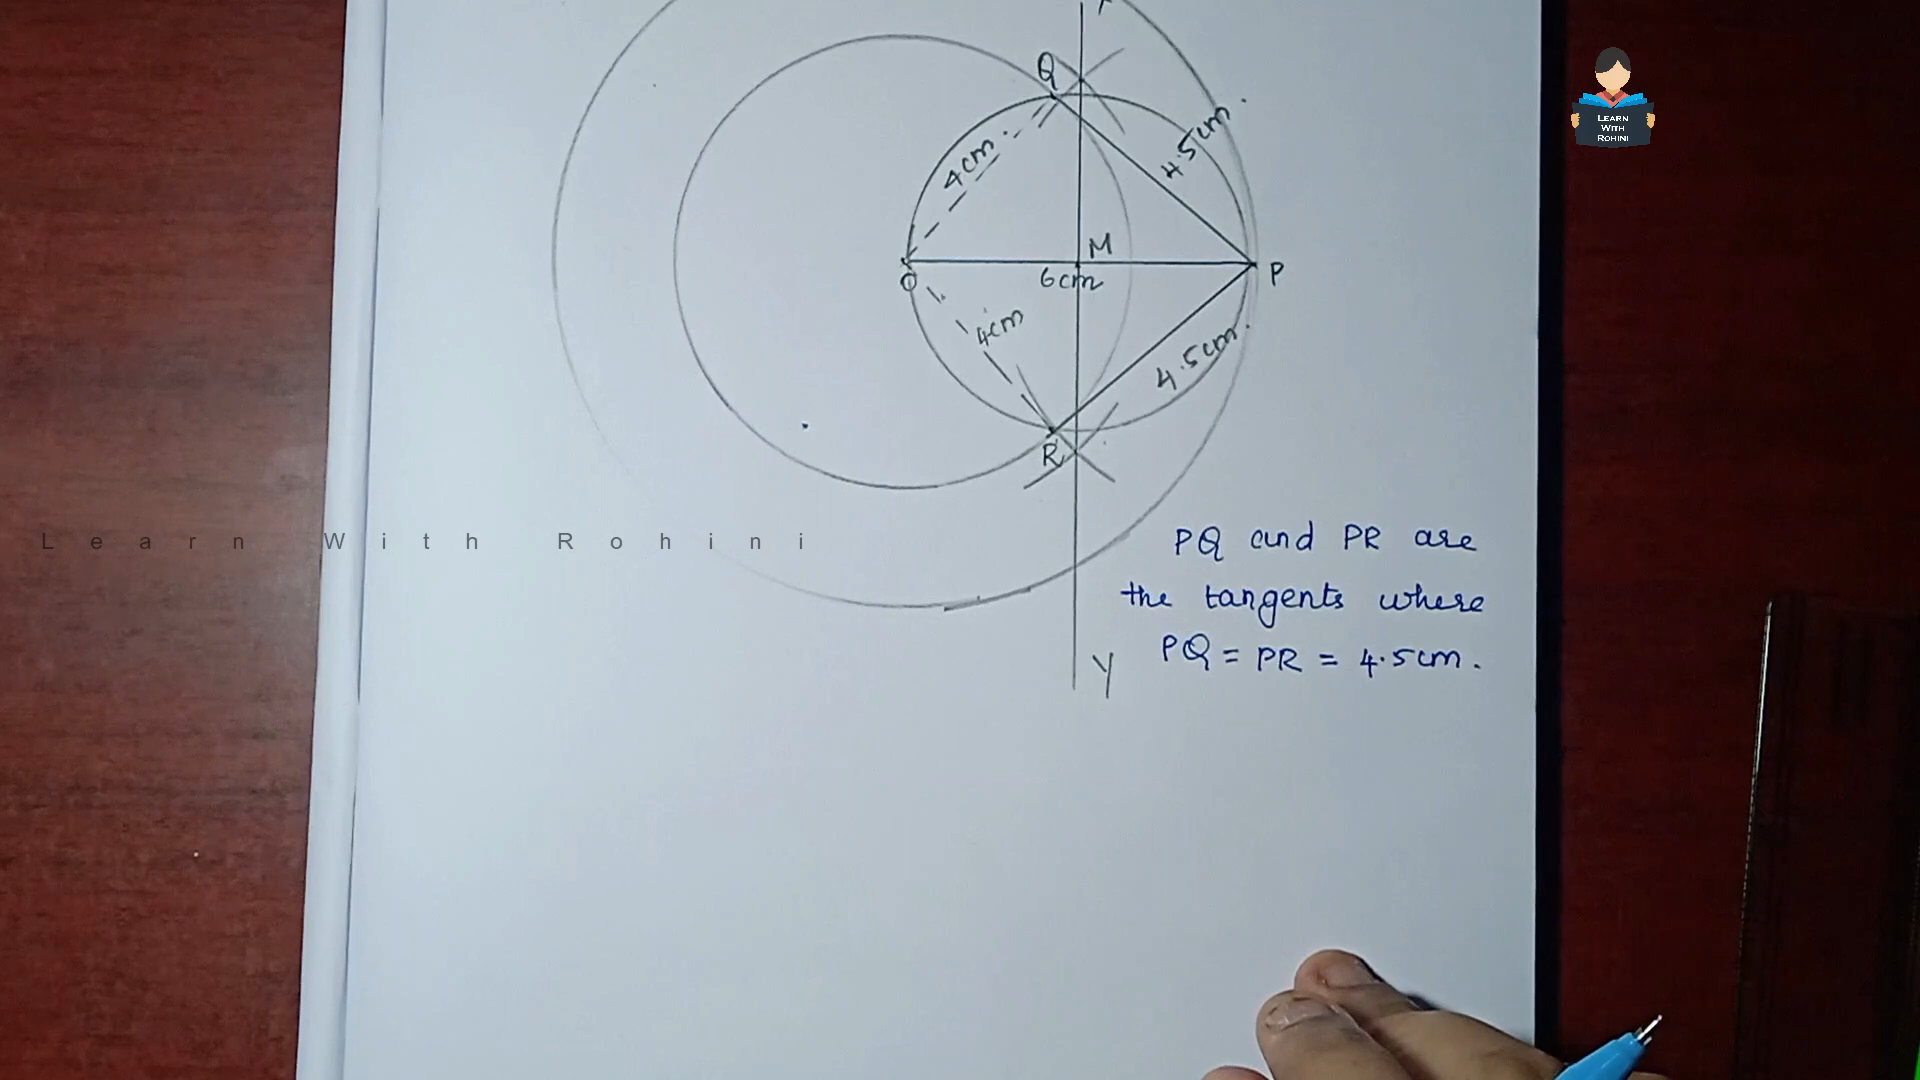 X
Q
4cm.
4.5cm.
M
O
6cm
P
4cm
4.5cm.
R
LEARN
WITH
ROHINI
Learn With Rohini
PQ and PR are
the tangents where
PQ = PR = 4.5cm.
Y